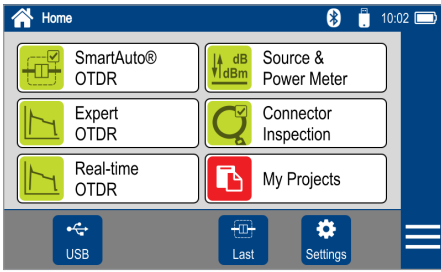 Home
10:02
SmartAuto®
OTDR
dB
dBm
Source &
Power Meter
Expert
OTDR
Connector
Inspection
Real-time
OTDR
My Projects
USB
Last
Settings